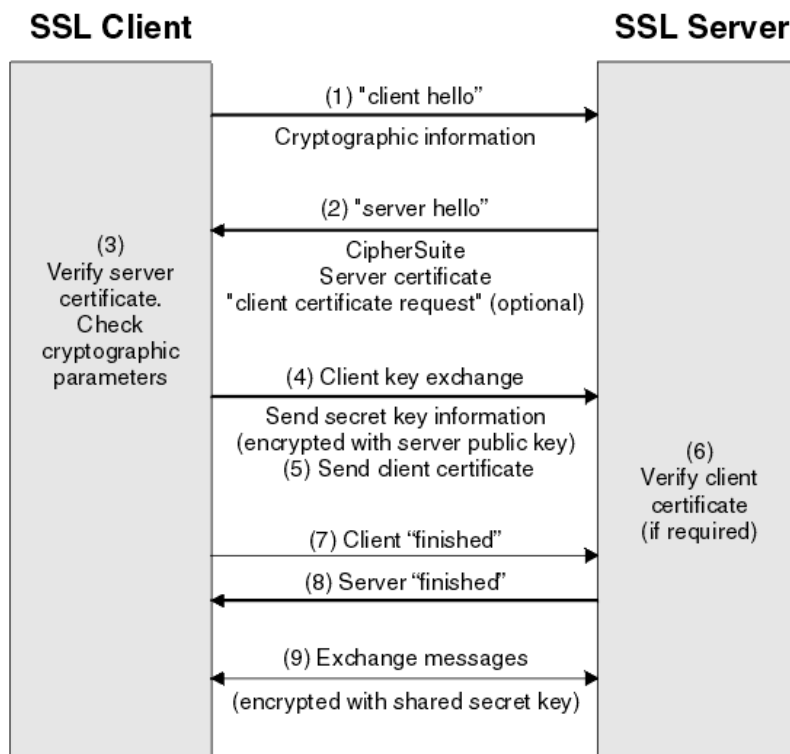 SSL Client
SSL Server
(1) "client hello”
Cryptographic information
(2) "server hello”
CipherSuite
Server certificate
"client certificate request" (optional)
(3)
Verify server
certificate.
Check
cryptographic
parameters
(4) Client key exchange
Send secret key information
(encrypted with server public key)
(5) Send client certificate
(6)
Verify client
certificate
(if required)
(7) Client “finished”
(8) Server “finished”
(9) Exchange messages
(encrypted with shared secret key)